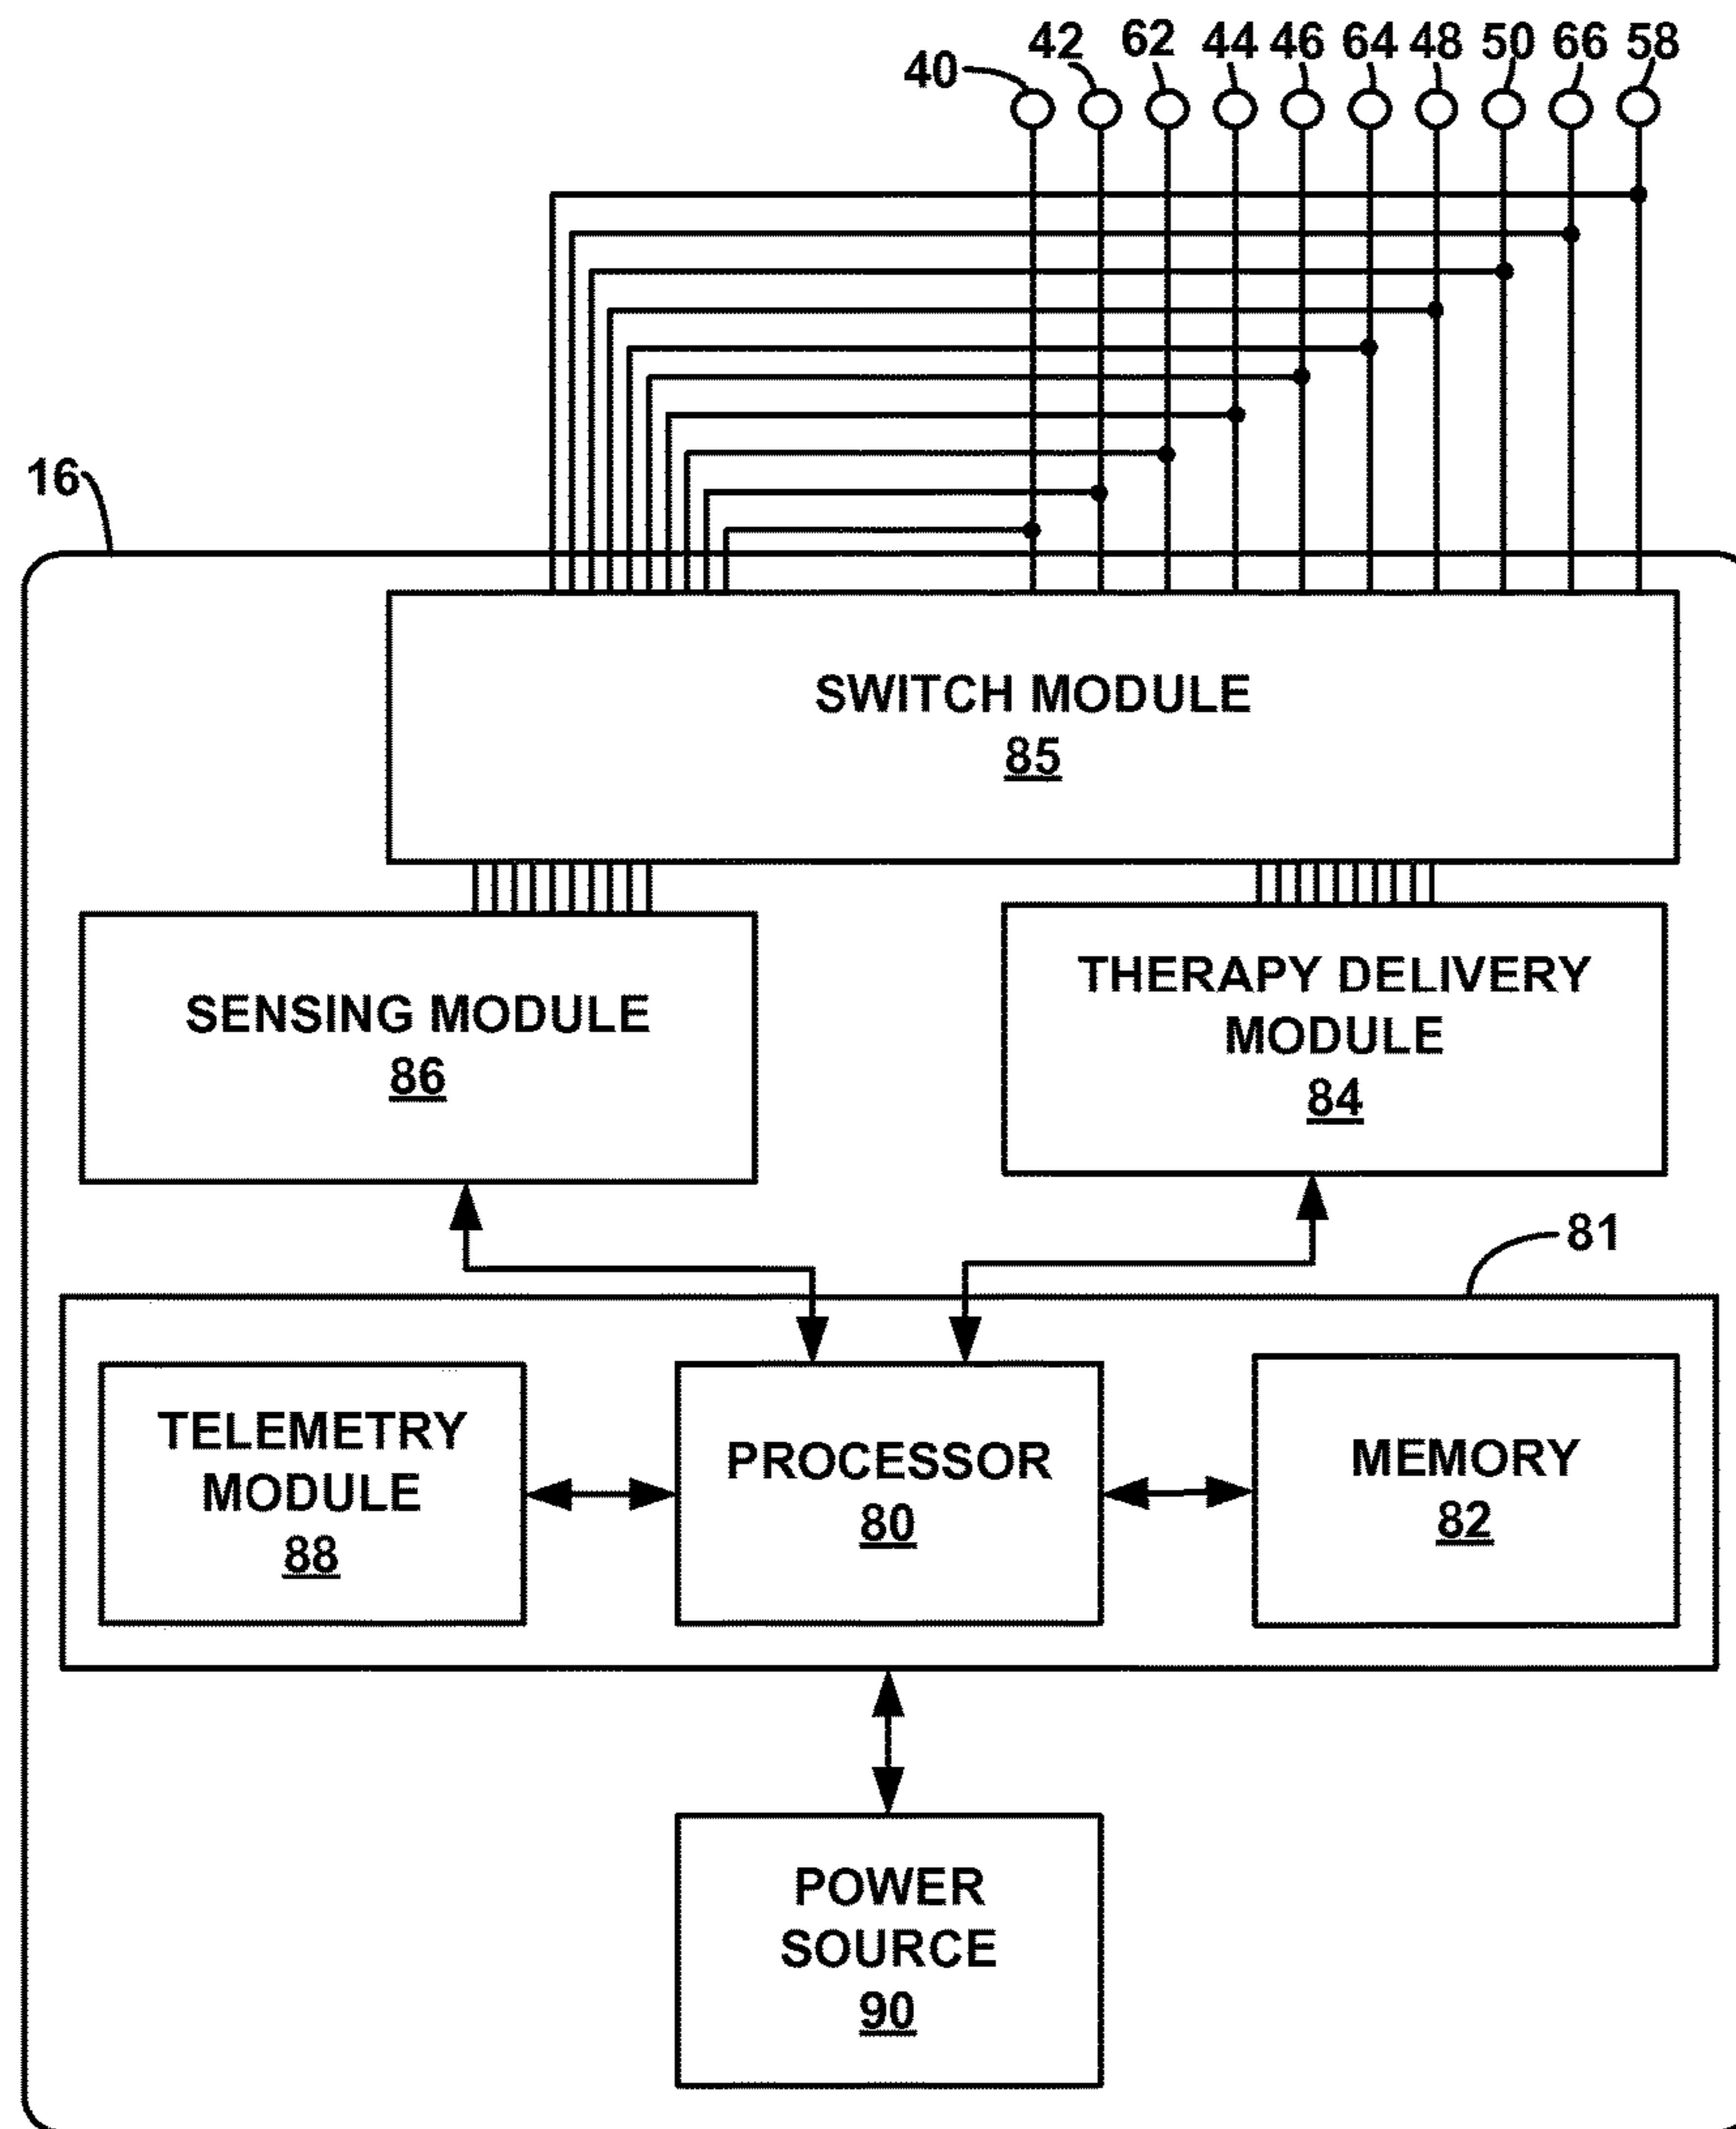 40 42 62 44 46 64 48 50 66 58
16
SWITCH MODULE
85
SENSING MODULE
86
THERAPY DELIVERY
MODULE
84
81
TELEMETRY
MODULE
88
PROCESSOR
80
MEMORY
82
POWER
SOURCE
90